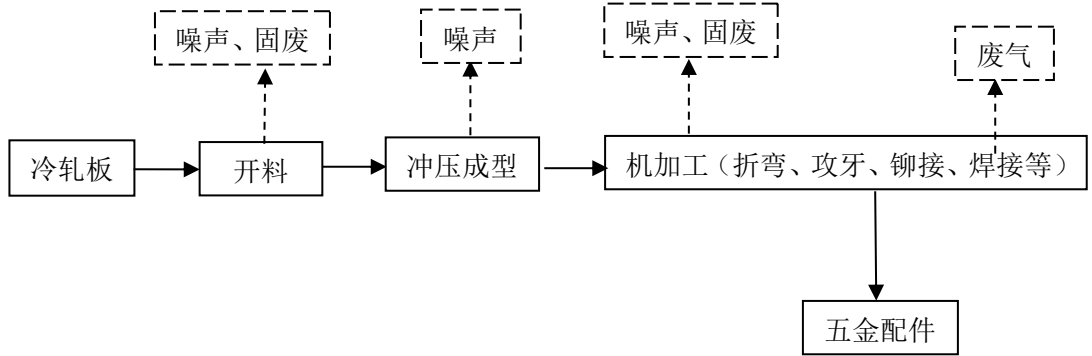 噪声、固废
噪声
噪声、固废
废气
冷轧板
开料
冲压成型
机加工（折弯、攻牙、铆接、焊接等）
五金配件